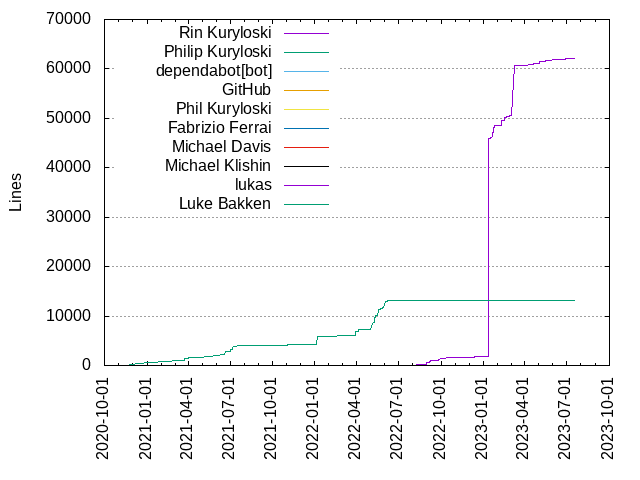 70000
60000
50000
40000
30000
20000
10000
0
Lines
Rin Kuryloski
Philip Kuryloski
dependabot[bot]
GitHub
Phil Kuryloski
Fabrizio Ferrai
Michael Davis
Michael Klishin
lukas
Luke Bakken
2020-10-01
2021-01-01
2021-04-01
2021-07-01
2021-10-01
2022-01-01
2022-04-01
2022-07-01
2022-10-01
2023-01-01
2023-04-01
2023-07-01
2023-10-01